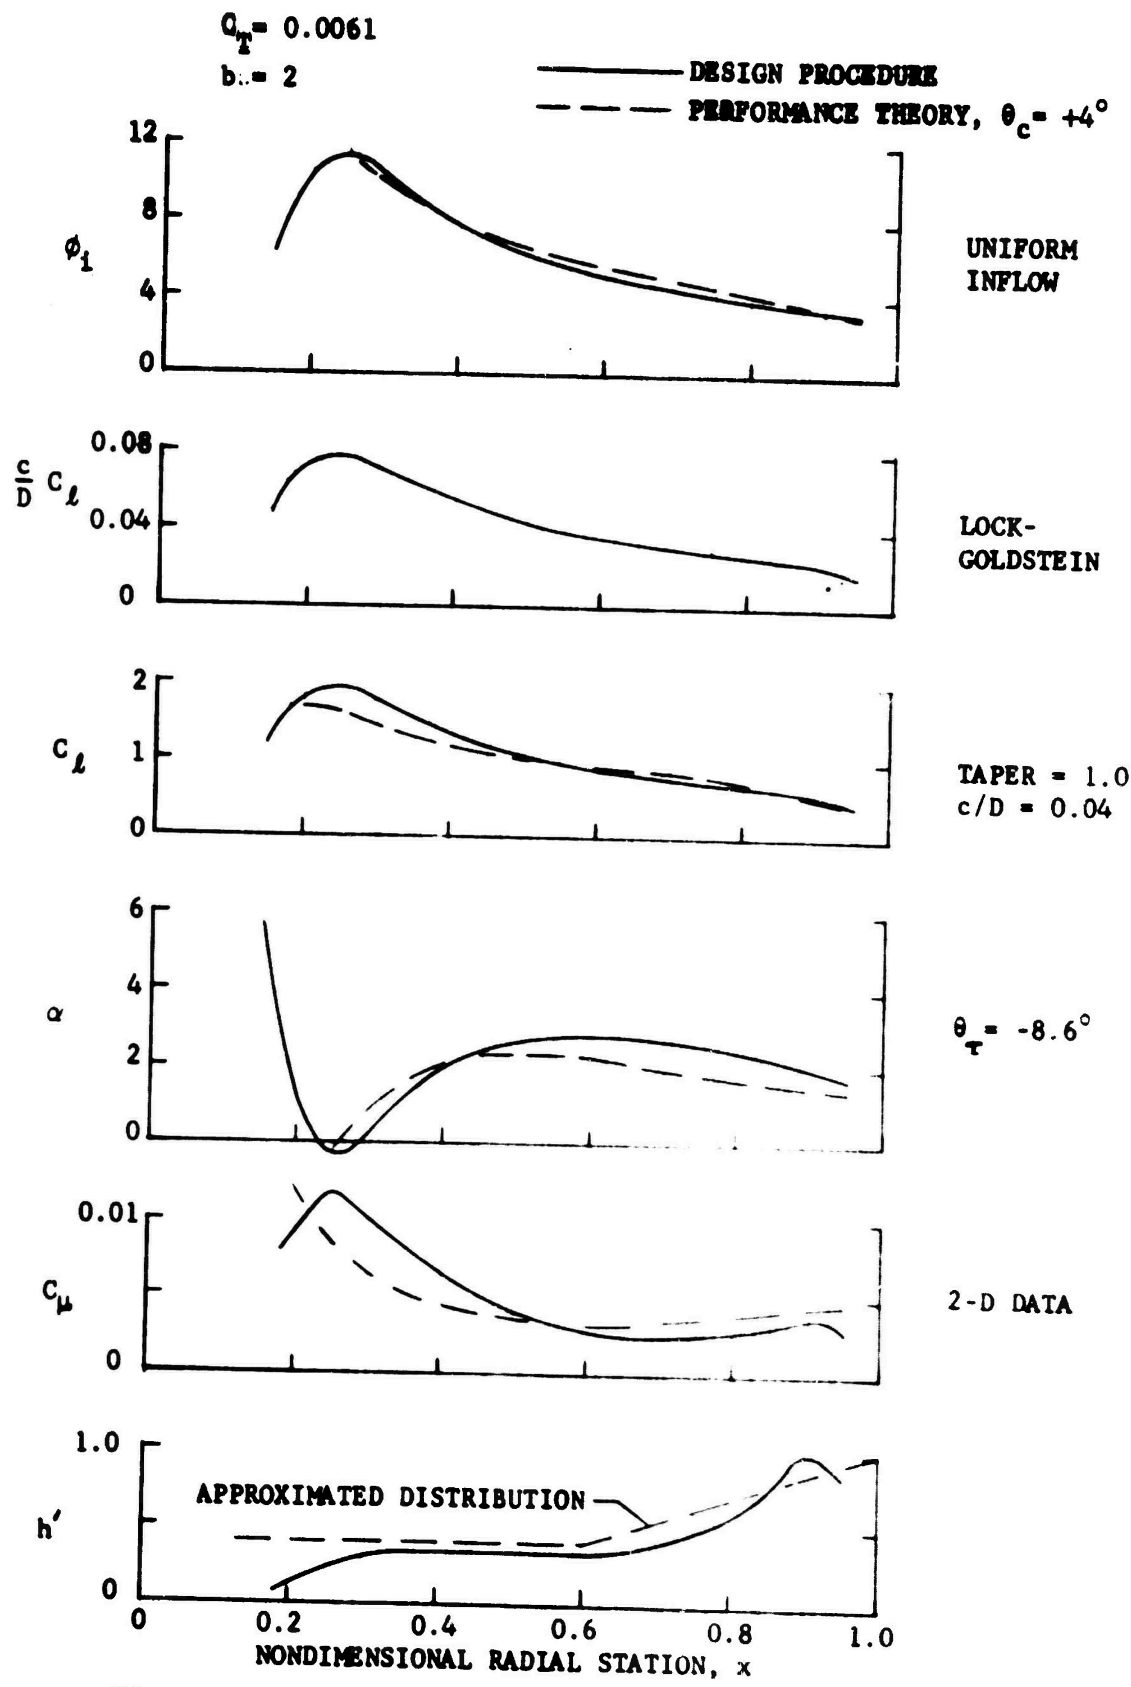 C_T = 0.0061
b = 2
DESIGN PROCEDURE
PERFORMANCE THEORY, θ_c = +4°
12
8
4
0
ϕ_i
UNIFORM
INFLOW
0.08
0.04
0
c/D C_ℓ
LOCK-
GOLDSTEIN
2
1
0
C_ℓ
TAPER = 1.0
c/D = 0.04
6
4
2
0
α
θ_T = -8.6°
0.01
0
C_μ
2-D DATA
1.0
0
h′
APPROXIMATED DISTRIBUTION
0 0.2 0.4 0.6 0.8 1.0
NONDIMENSIONAL RADIAL STATION, x